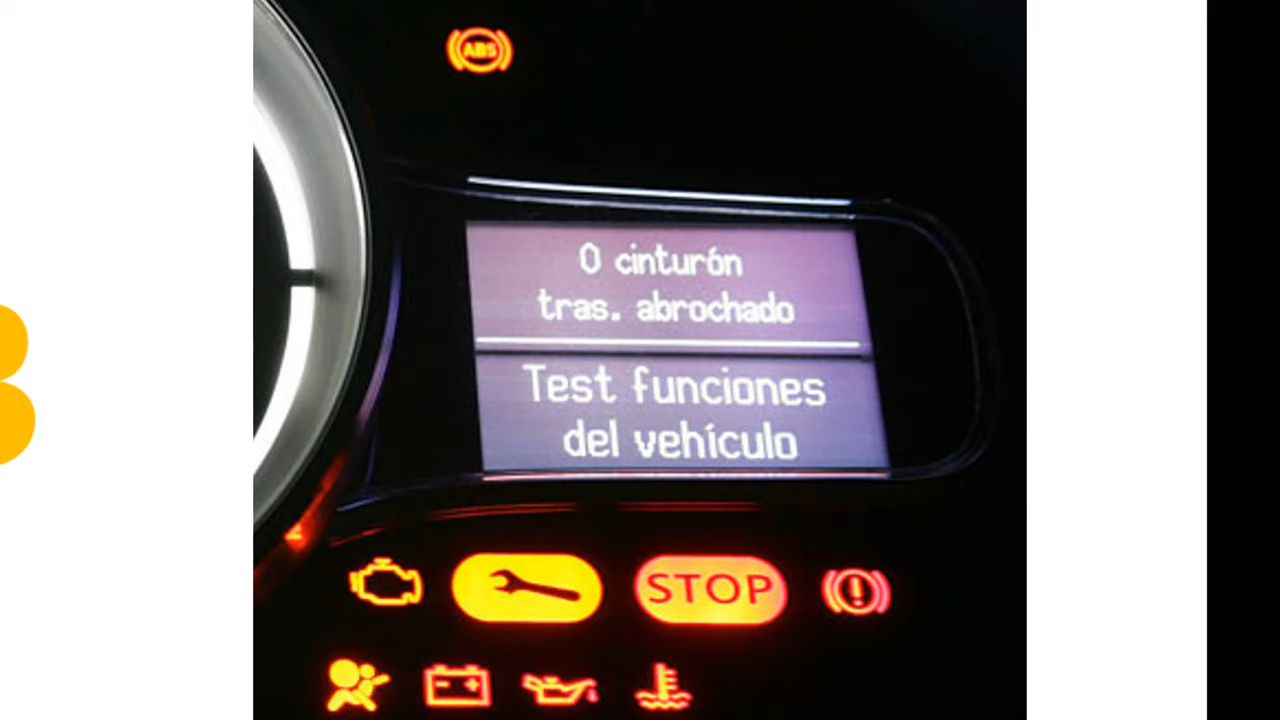 ABS
0 cinturón
tras. abrochado
Test funciones
del vehículo
STOP